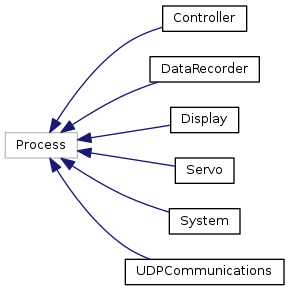 Controller
DataRecorder
Display
Process
Servo
System
UDPCommunications